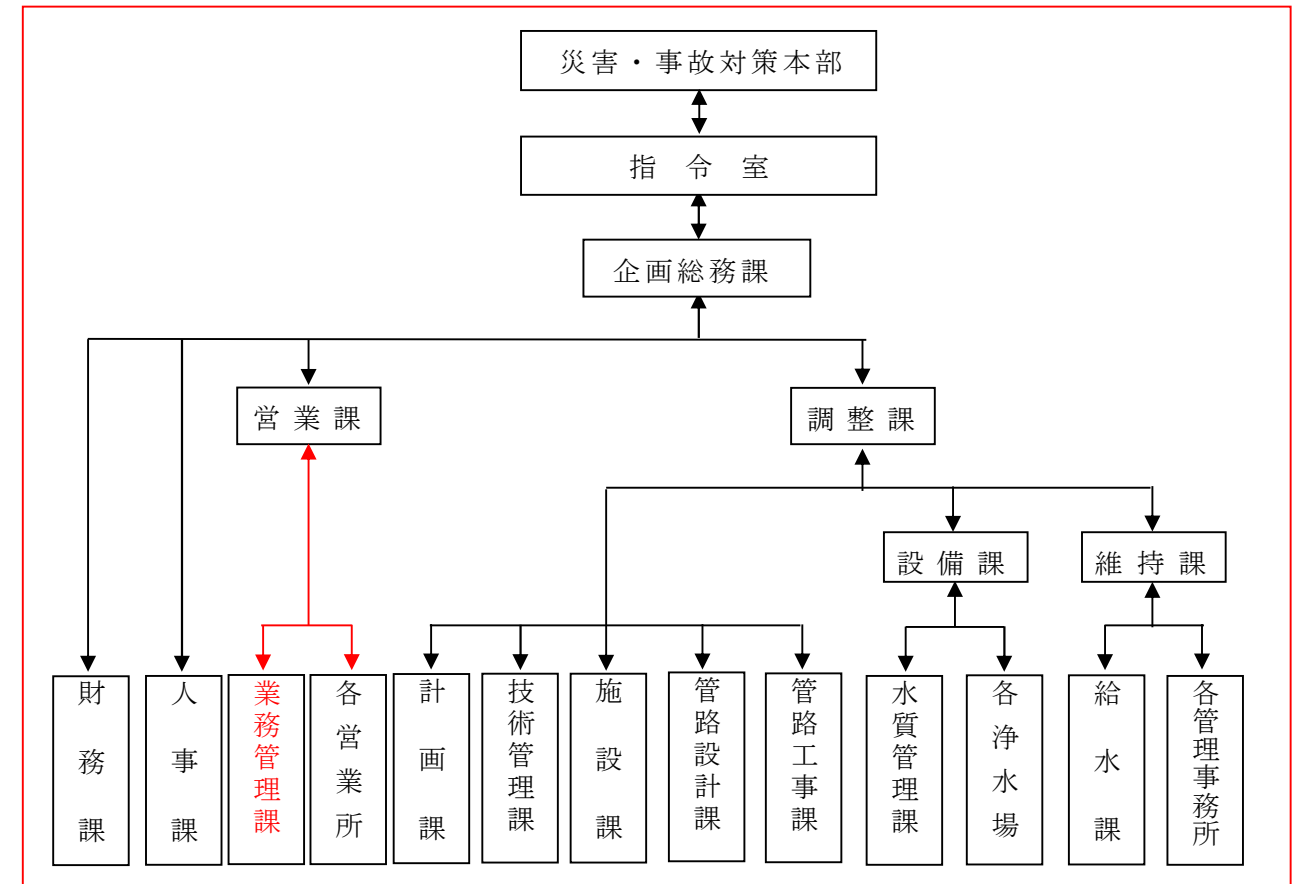 災害・事故対策本部
指令室
企画総務課
営業課
調整課
設備課
維持課
財務課
人事課
業務管理課
各営業所
計画課
技術管理課
施設課
管路設計課
管路工事課
水質管理課
各浄水場
給水課
各管理事務所